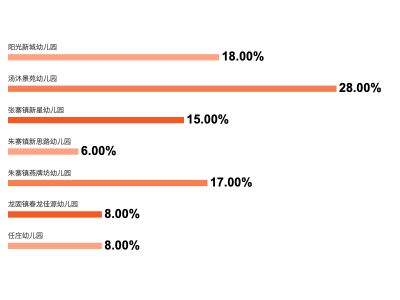 阳光新城幼儿园
18.00%
汤沐景苑幼儿园
28.00%
张寨镇新星幼儿园
15.00%
朱寨镇新思路幼儿园
6.00%
朱寨镇燕牌坊幼儿园
17.00%
龙固镇春龙佳源幼儿园
8.00%
任庄幼儿园
8.00%